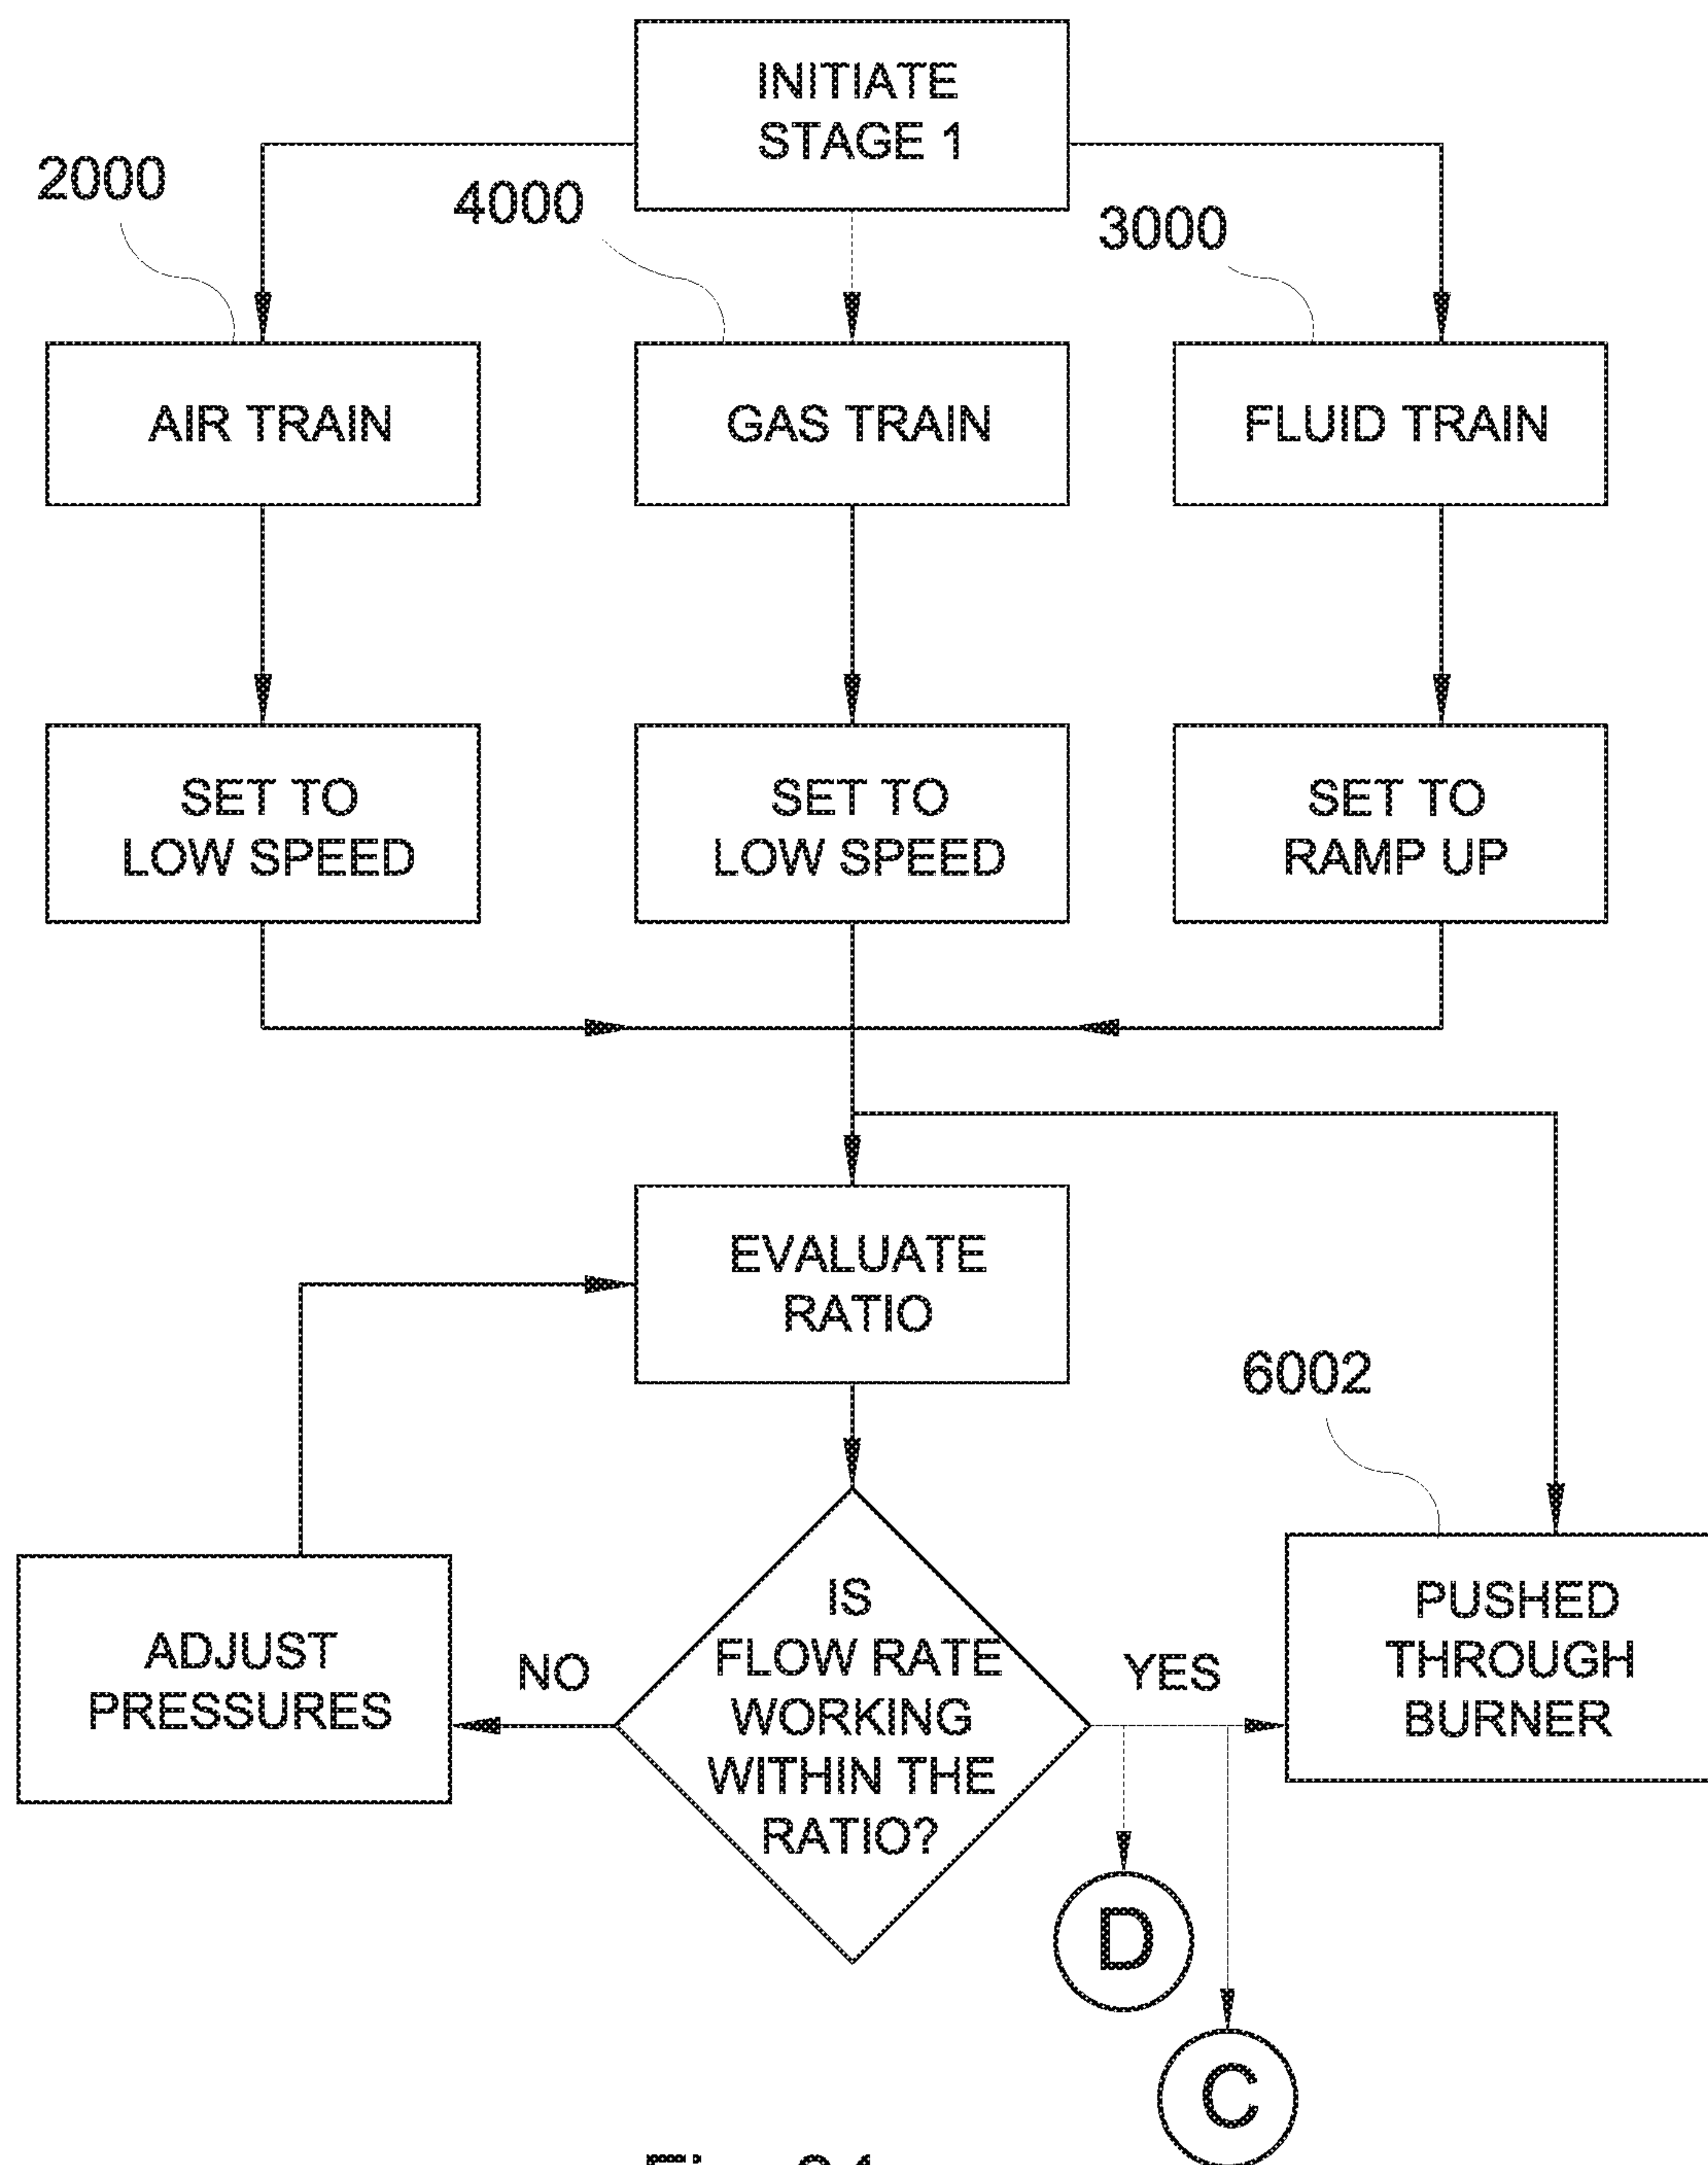 INITIATE
STAGE 1
2000
4000
3000
AIR TRAIN
GAS TRAIN
FLUID TRAIN
SET TO
LOW SPEED
SET TO
LOW SPEED
SET TO
RAMP UP
EVALUATE
RATIO
6002
ADJUST
PRESSURES
NO
IS
FLOW RATE
WORKING
WITHIN THE
RATIO?
YES
PUSHED
THROUGH
BURNER
D
C